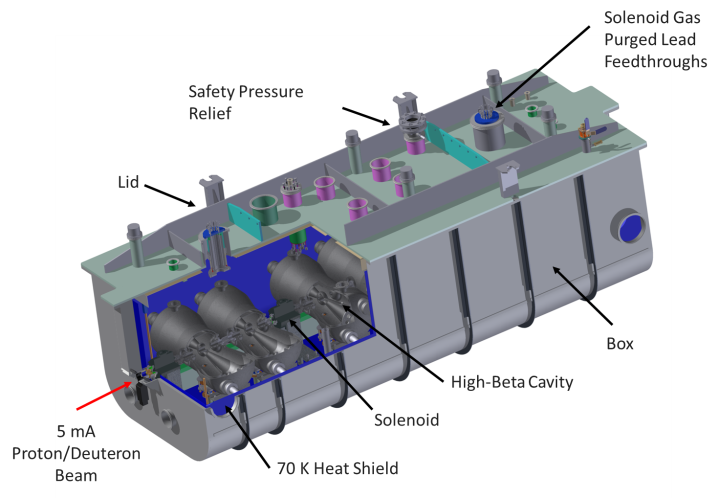 Solenoid Gas
Purged Lead
Feedthroughs
Safety Pressure
Relief
Lid
Box
High-Beta Cavity
Solenoid
5 mA
Proton/Deuteron
Beam
70 K Heat Shield